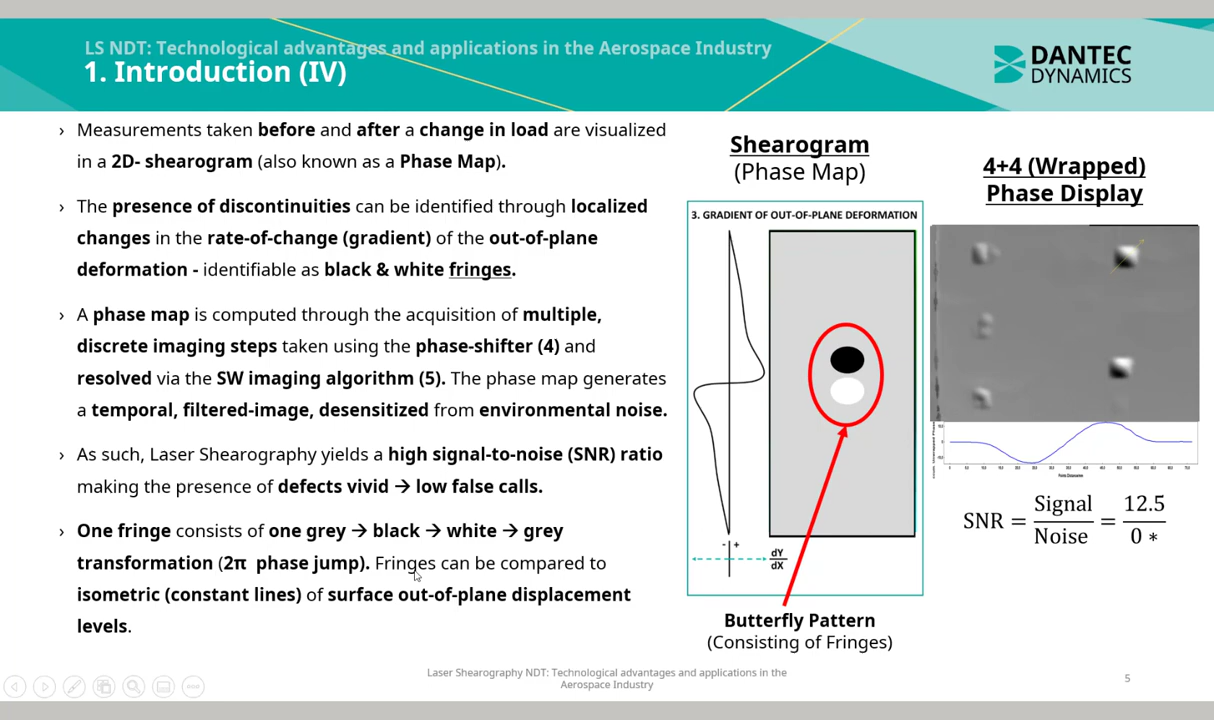 LS NDT: Technological advantages and applications in the Aerospace Industry
1. Introduction (IV)
DANTEC
DYNAMICS
› Measurements taken before and after a change in load are visualized
in a 2D- shearogram (also known as a Phase Map).
› The presence of discontinuities can be identified through localized
changes in the rate-of-change (gradient) of the out-of-plane
deformation - identifiable as black & white fringes.
› A phase map is computed through the acquisition of multiple,
discrete imaging steps taken using the phase-shifter (4) and
resolved via the SW imaging algorithm (5). The phase map generates
a temporal, filtered-image, desensitized from environmental noise.
› As such, Laser Shearography yields a high signal-to-noise (SNR) ratio
making the presence of defects vivid → low false calls.
› One fringe consists of one grey → black → white → grey
transformation (2π phase jump). Fringes can be compared to
isometric (constant lines) of surface out-of-plane displacement
levels.
Shearogram
(Phase Map)
3. GRADIENT OF OUT-OF-PLANE DEFORMATION
- +
dY
dX
Butterfly Pattern
(Consisting of Fringes)
4+4 (Wrapped)
Phase Display
SNR = Signal / Noise = 12.5 / 0 *
Laser Shearography NDT: Technological advantages and applications in the
Aerospace Industry
5